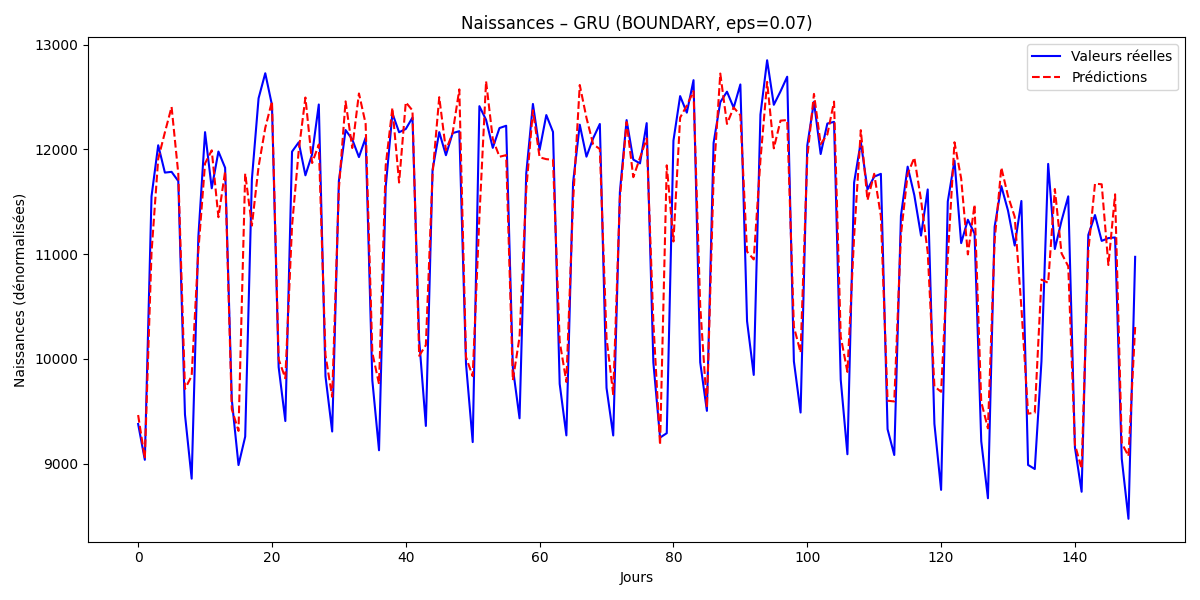 Naissances – GRU (BOUNDARY, eps=0.07)
Valeurs réelles
Prédictions
Naissances (dénormalisées)
13000
12000
11000
10000
9000
0 20 40 60 80 100 120 140
Jours